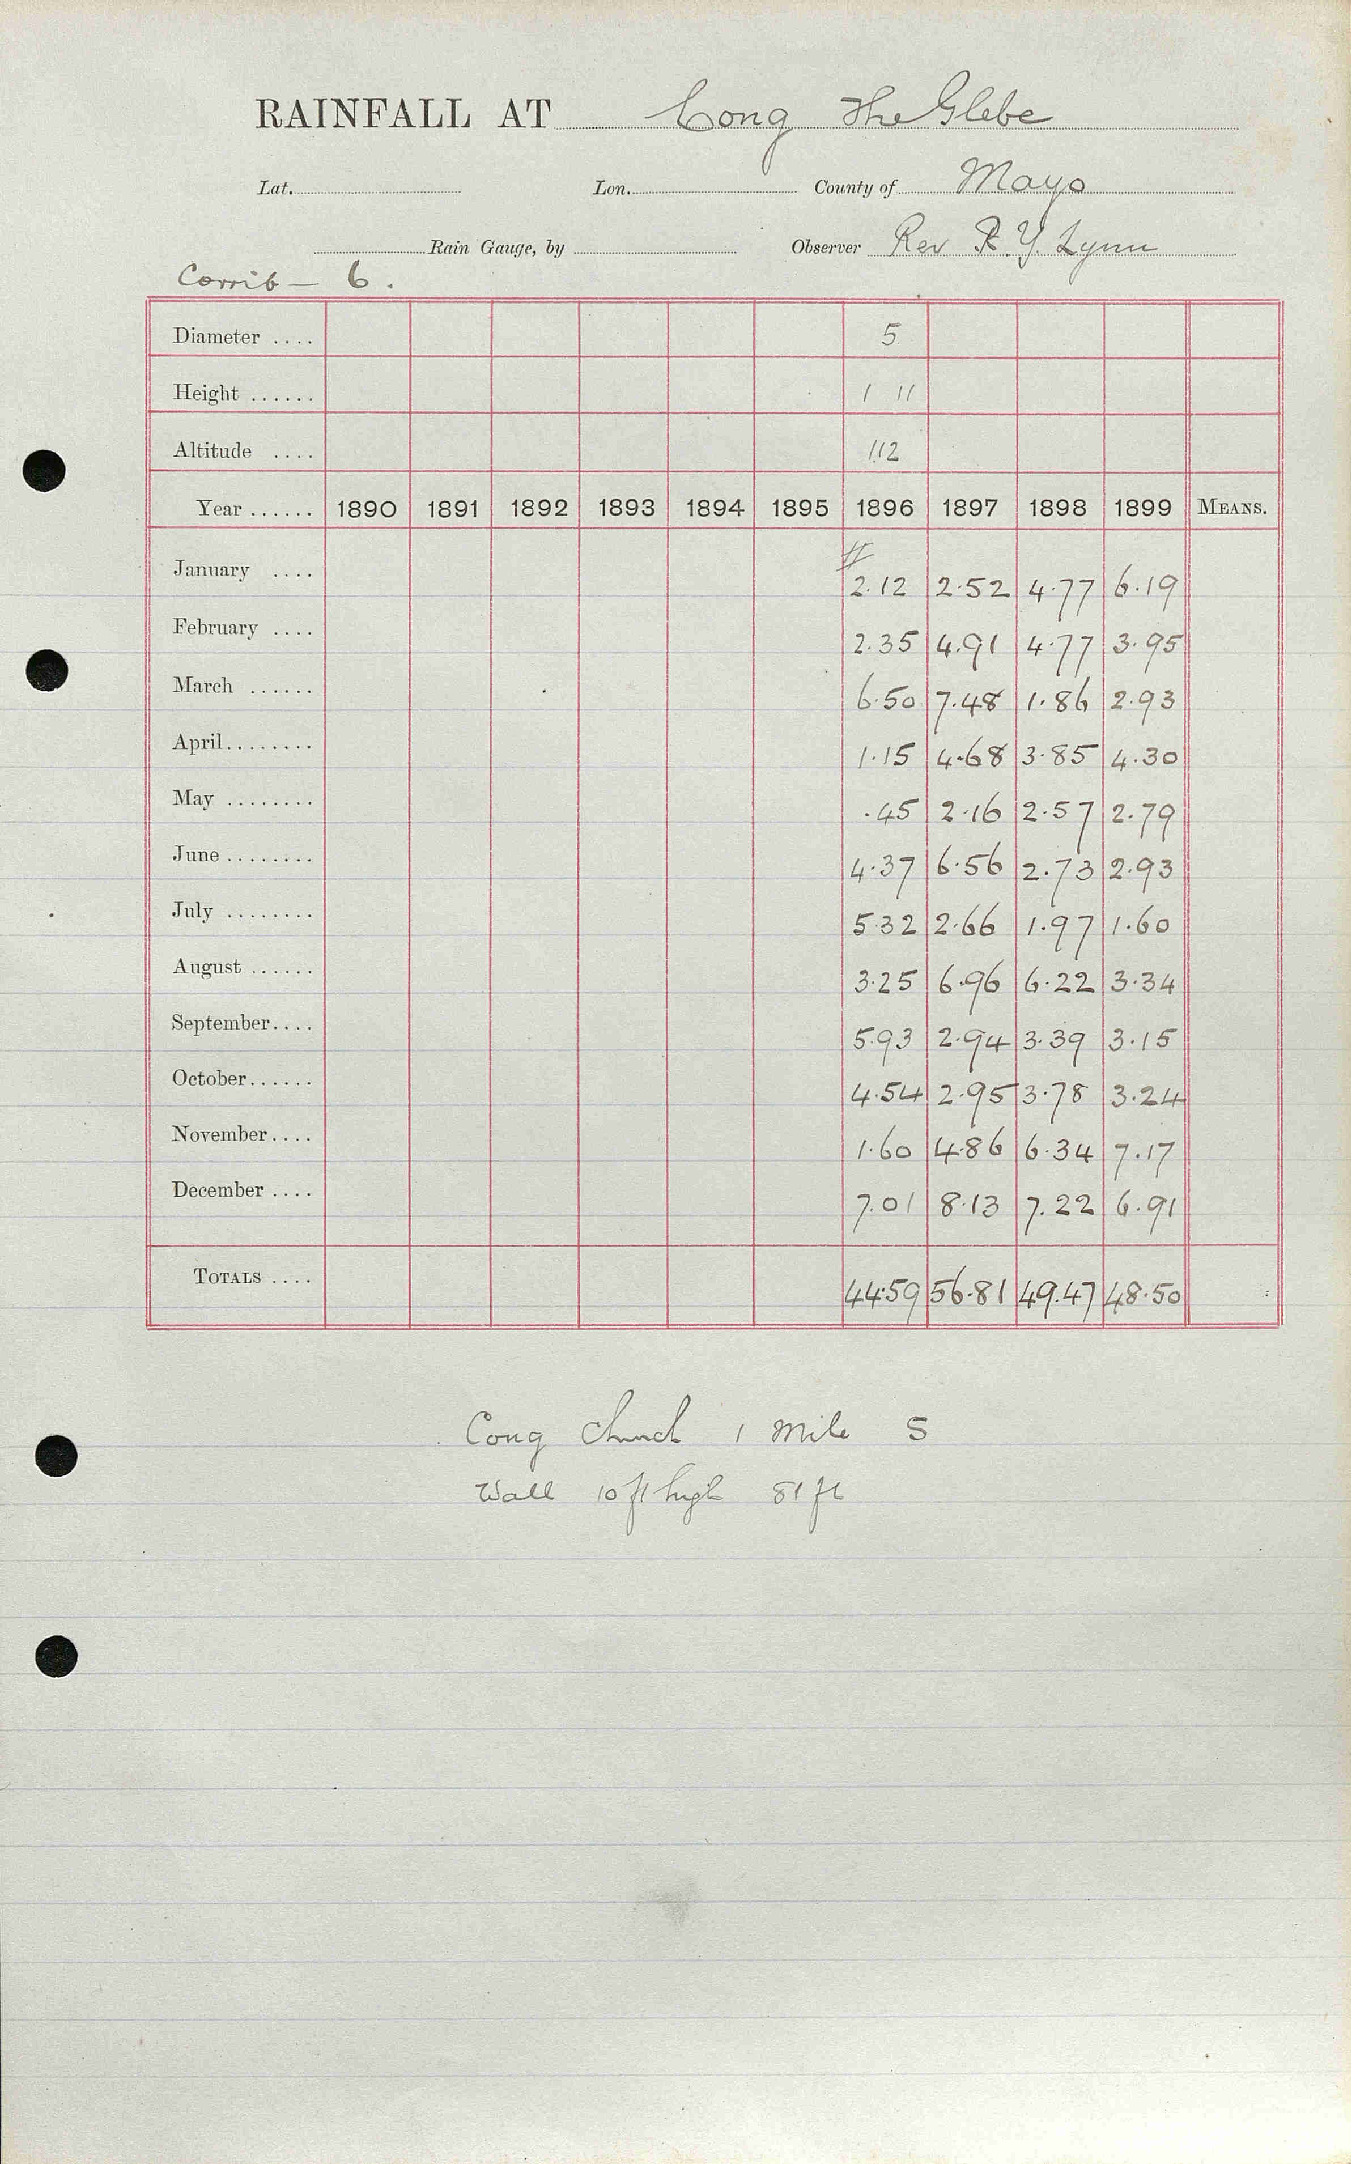 RAINFALL AT Cong The Glebe
Lat. Lon. County of Mayo
Rain Gauge, by Observer Rev R. Y. Lynn
Corrib — 6.
Diameter .... 5
Height ...... 1 11
Altitude .... 112
Year ...... 1890 1891 1892 1893 1894 1895 1896 1897 1898 1899 MEANS.
#
January .... 2.12 2.52 4.77 6.19
February .... 2.35 4.91 4.77 3.95
March ...... 6.50 7.48 1.86 2.93
April........ 1.15 4.68 3.85 4.30
May ........ .45 2.16 2.57 2.79
June ........ 4.37 6.56 2.73 2.93
July ........ 5.32 2.66 1.97 1.60
August ...... 3.25 6.96 6.22 3.34
September.... 5.93 2.94 3.39 3.15
October...... 4.54 2.95 3.78 3.24
November.... 1.60 4.86 6.34 7.17
December .... 7.01 8.13 7.22 6.91
TOTALS .... 44.59 56.81 49.47 48.50
Cong church 1 mile S
Wall 10 ft high 81 ft